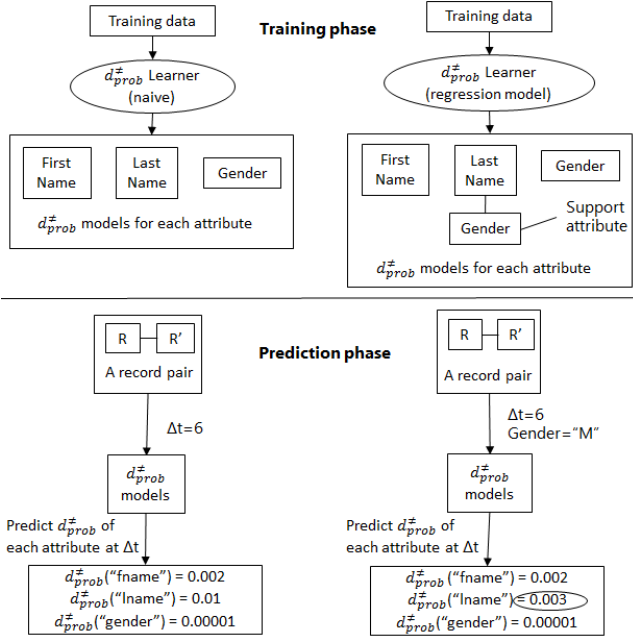 Training data
Training phase
Training data
d≠prob Learner
(naive)
d≠prob Learner
(regression model)
First
Name
Last
Name
Gender
d≠prob models for each attribute
First
Name
Last
Name
Gender
Gender
Support
attribute
d≠prob models for each attribute
Prediction phase
R
R’
A record pair
Δt=6
d≠prob
models
Predict d≠prob of
each attribute at Δt
d≠prob(“fname”) = 0.002
d≠prob(“lname”) = 0.01
d≠prob(“gender”) = 0.00001
R
R’
A record pair
Δt=6
Gender=“M”
d≠prob
models
Predict d≠prob of
each attribute at Δt
d≠prob(“fname”) = 0.002
d≠prob(“lname”) = 0.003
d≠prob(“gender”) = 0.00001